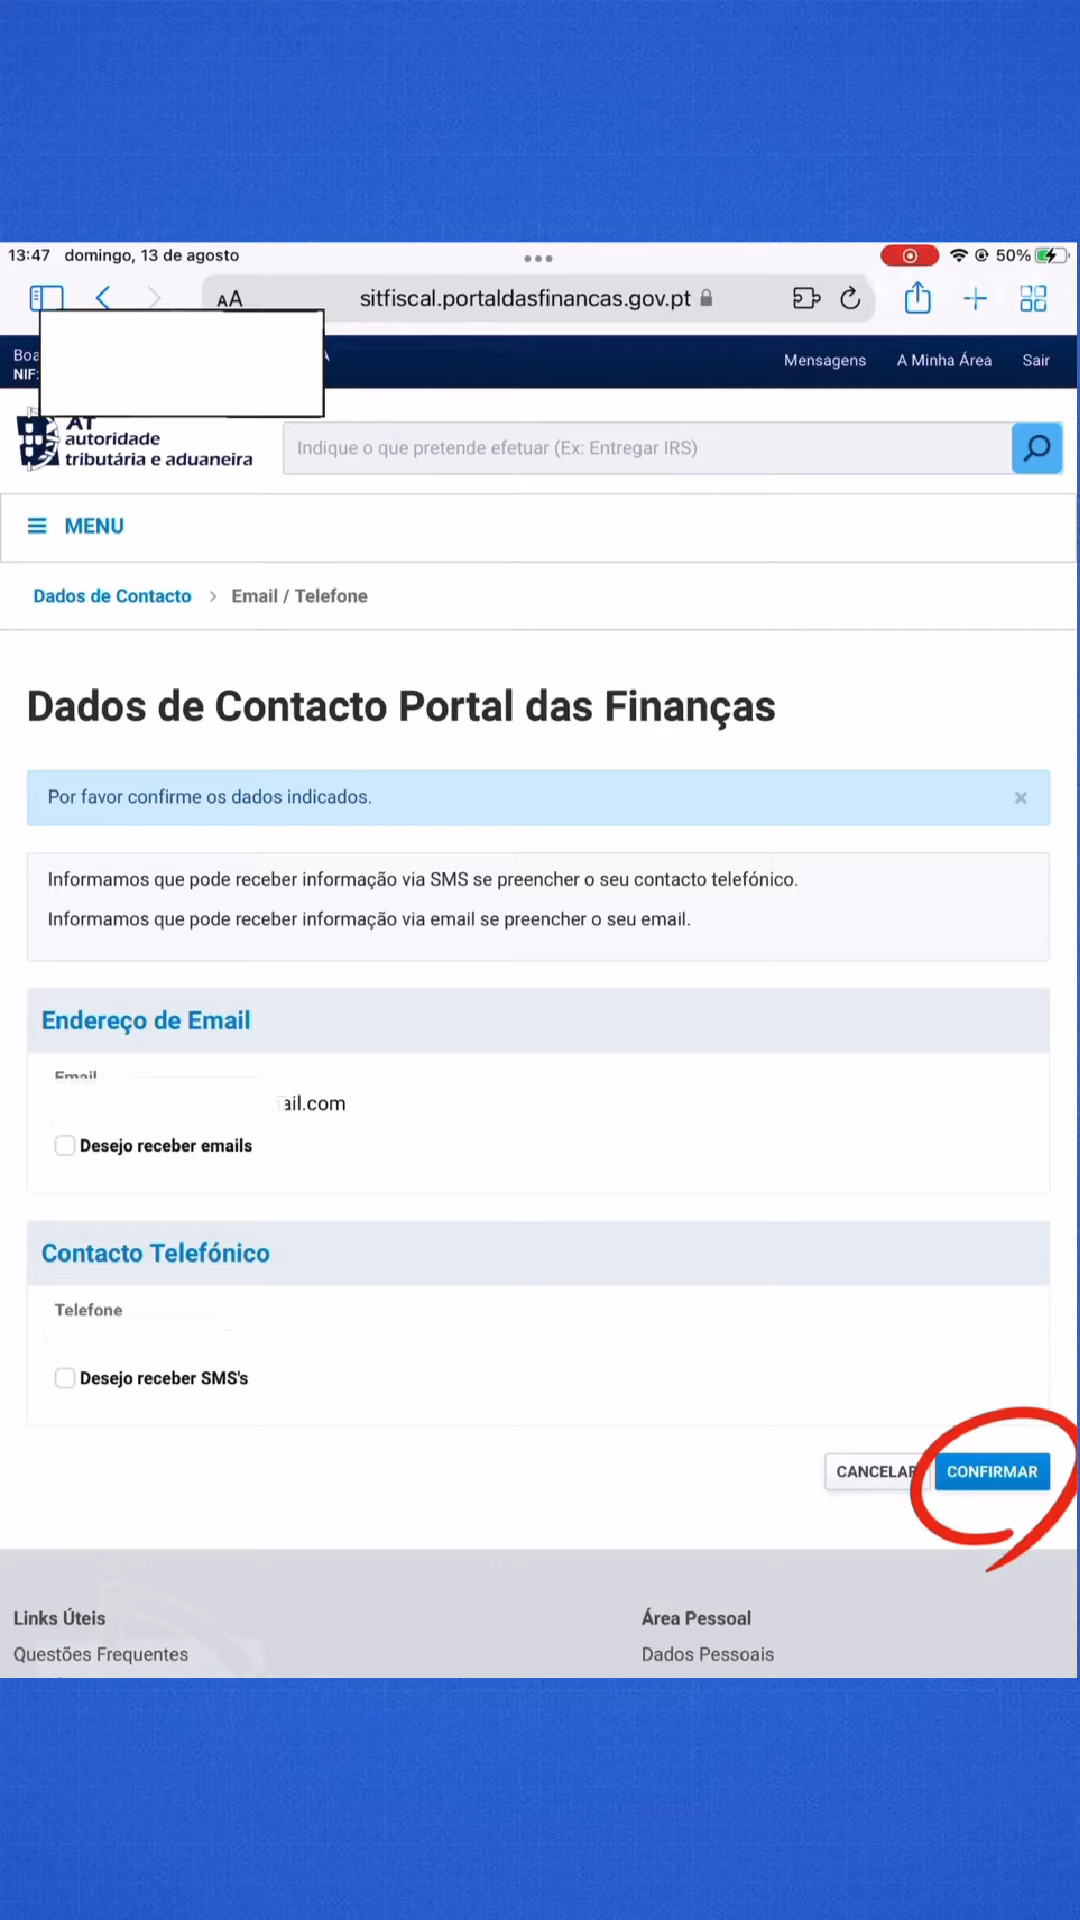 13:47 domingo, 13 de agosto
50%
AA
sitfiscal.portaldasfinancas.gov.pt
Mensagens A Minha Área Sair
NIF:
AT
autoridade
tributária e aduaneira
Indique o que pretende efetuar (Ex: Entregar IRS)
MENU
Dados de Contacto > Email / Telefone
Dados de Contacto Portal das Finanças
Por favor confirme os dados indicados.
×
Informamos que pode receber informação via SMS se preencher o seu contacto telefónico.
Informamos que pode receber informação via email se preencher o seu email.
Endereço de Email
Email
ail.com
Desejo receber emails
Contacto Telefónico
Telefone
Desejo receber SMS's
CANCELAR
CONFIRMAR
Links Úteis
Questões Frequentes
Área Pessoal
Dados Pessoais